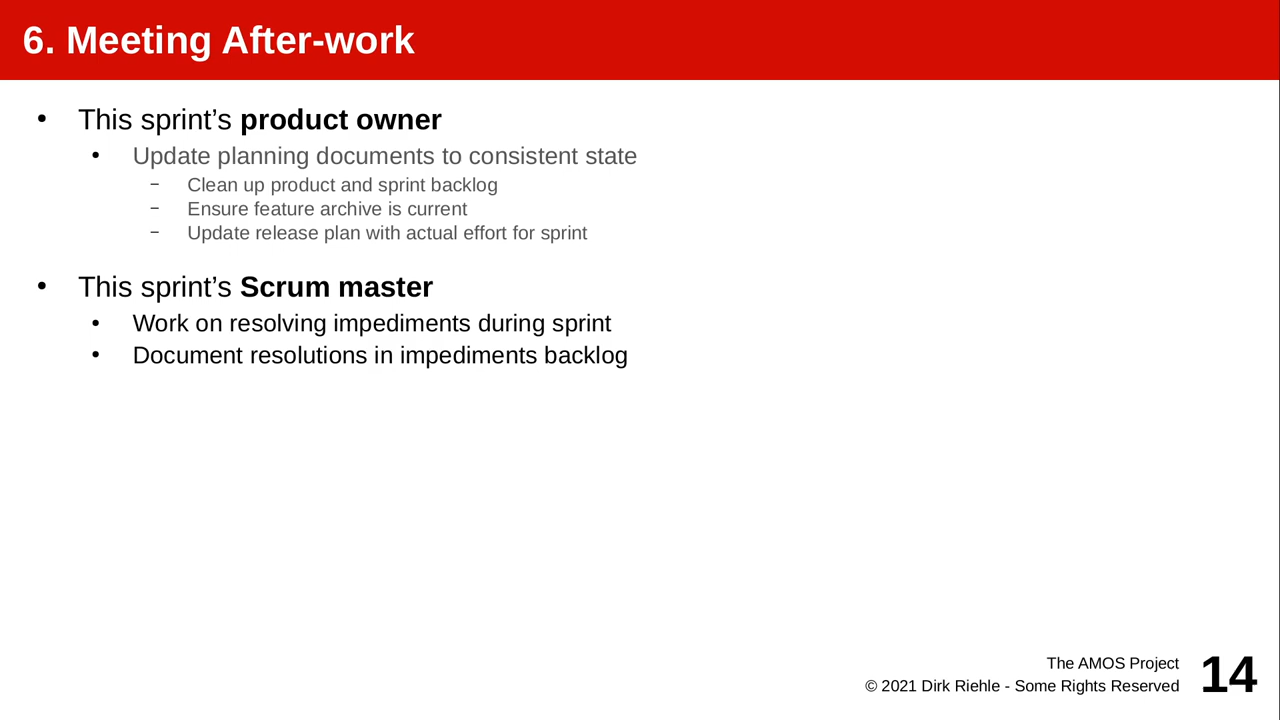 6. Meeting After-work
• This sprint’s product owner
• Update planning documents to consistent state
– Clean up product and sprint backlog
– Ensure feature archive is current
– Update release plan with actual effort for sprint
• This sprint’s Scrum master
• Work on resolving impediments during sprint
• Document resolutions in impediments backlog
The AMOS Project
© 2021 Dirk Riehle - Some Rights Reserved
14